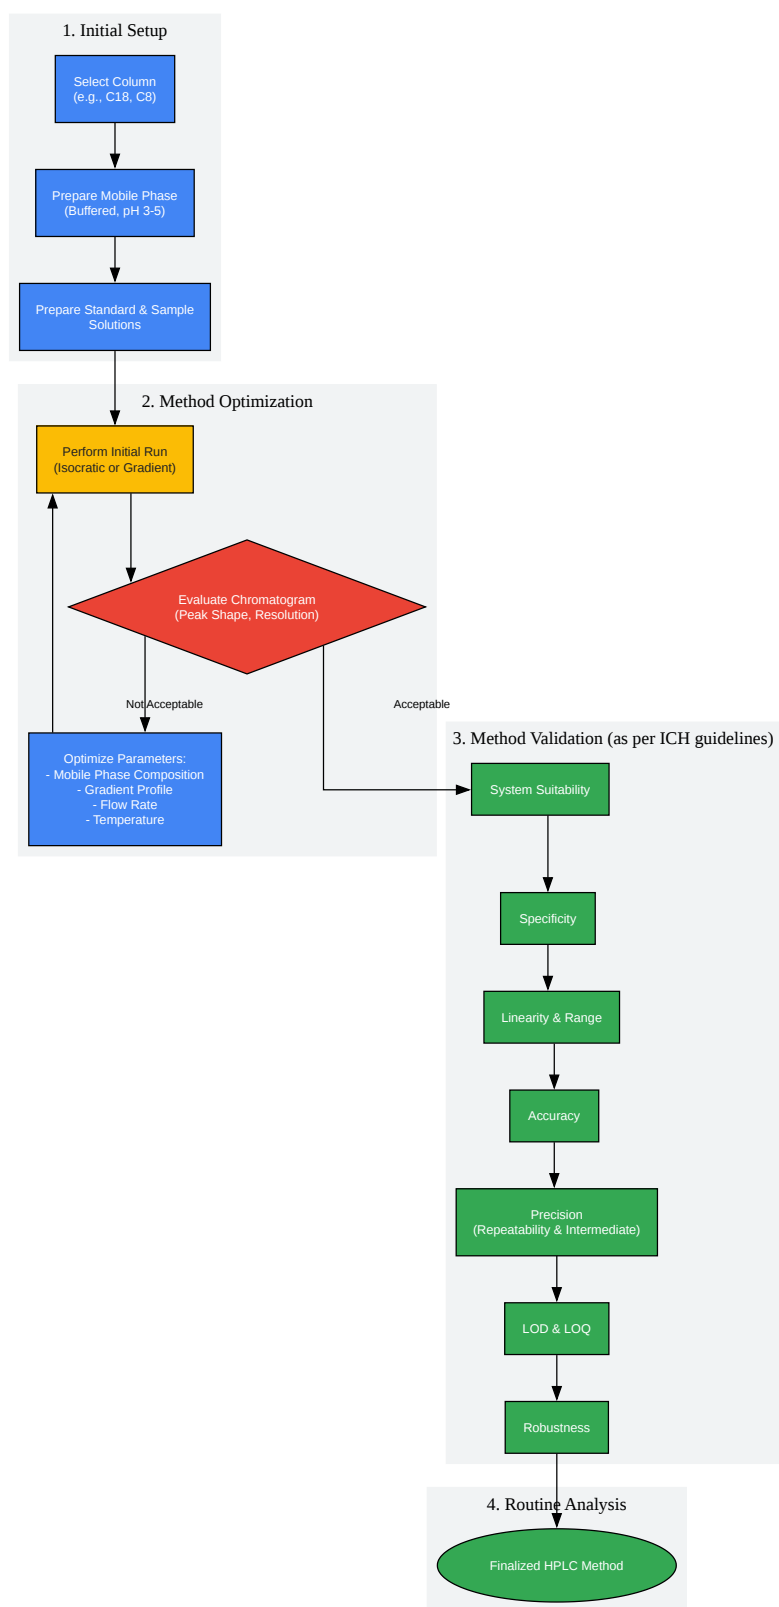 1. Initial Setup
Select Column
(e.g., C18, C8)
Prepare Mobile Phase
(Buffered, pH 3-5)
Prepare Standard & Sample
Solutions
2. Method Optimization
Perform Initial Run
(Isocratic or Gradient)
Evaluate Chromatogram
(Peak Shape, Resolution)
Not Acceptable
Acceptable
Optimize Parameters:
- Mobile Phase Composition
- Gradient Profile
- Flow Rate
- Temperature
3. Method Validation (as per ICH guidelines)
System Suitability
Specificity
Linearity & Range
Accuracy
Precision
(Repeatability & Intermediate)
LOD & LOQ
Robustness
4. Routine Analysis
Finalized HPLC Method